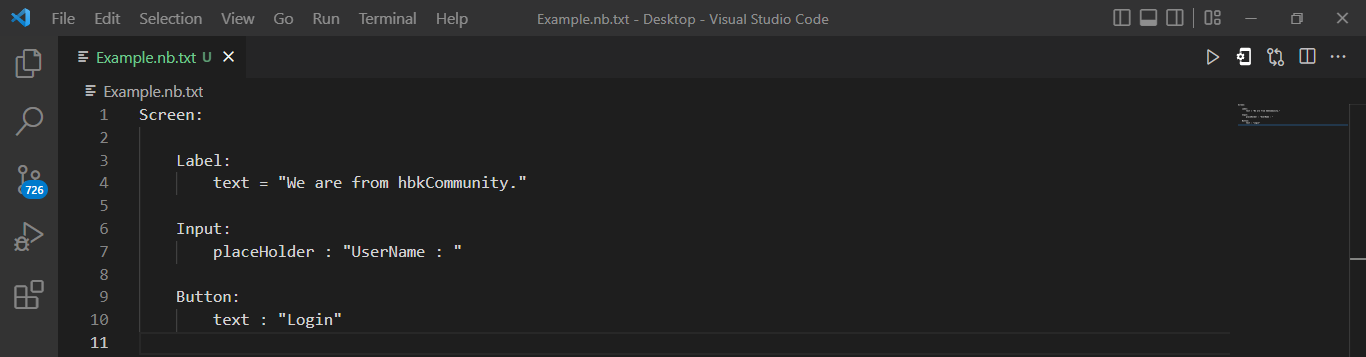 File Edit Selection View Go Run Terminal Help Example.nb.txt - Desktop - Visual Studio Code
Example.nb.txt U
Example.nb.txt
1 Screen:
2
3 Label:
4 text = "We are from hbkCommunity."
5
6 Input:
7 placeHolder : "UserName : "
8
9 Button:
10 text : "Login"
11
726